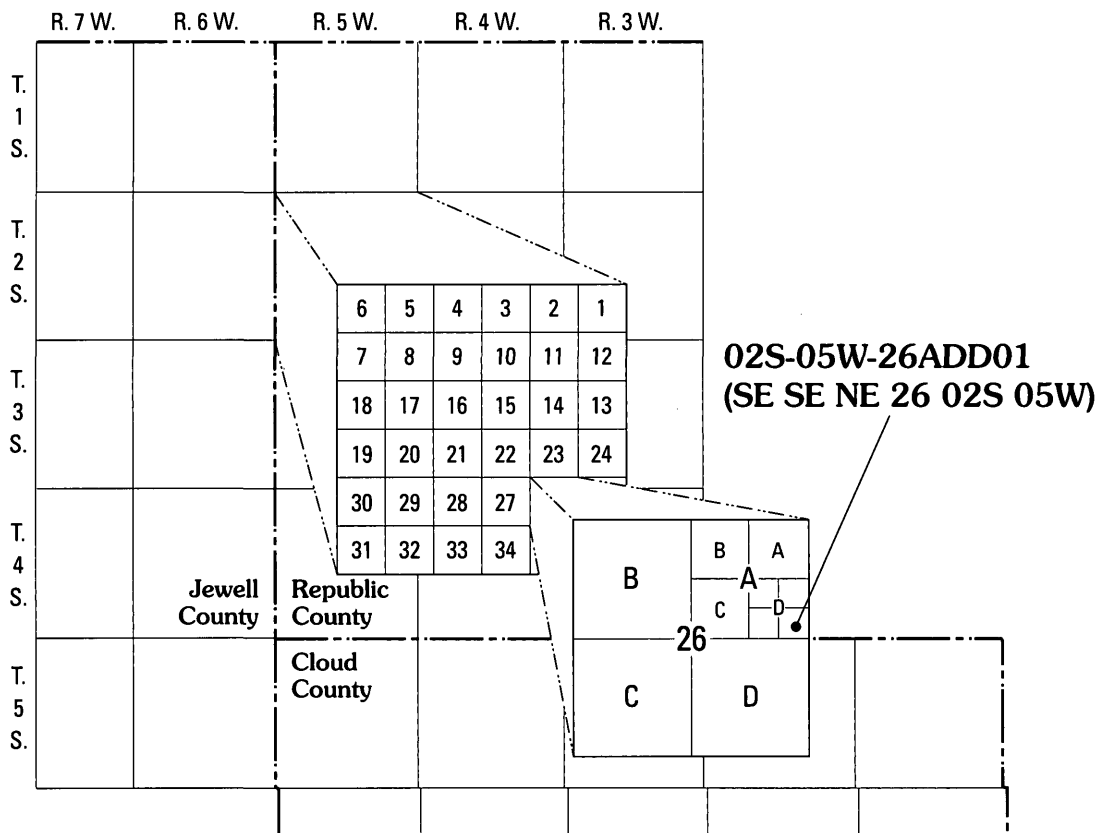 R. 7 W. R. 6 W. R. 5 W. R. 4 W. R. 3 W.
T.
1
S.
T.
2
S.
T.
3
S.
T.
4
S.
T.
5
S.
6 5 4 3 2 1
7 8 9 10 11 12
18 17 16 15 14 13
19 20 21 22 23 24
30 29 28 27
31 32 33 34
02S-05W-26ADD01
(SE SE NE 26 02S 05W)
B A
B A
C D
26
C D
Jewell
County
Republic
County
Cloud
County